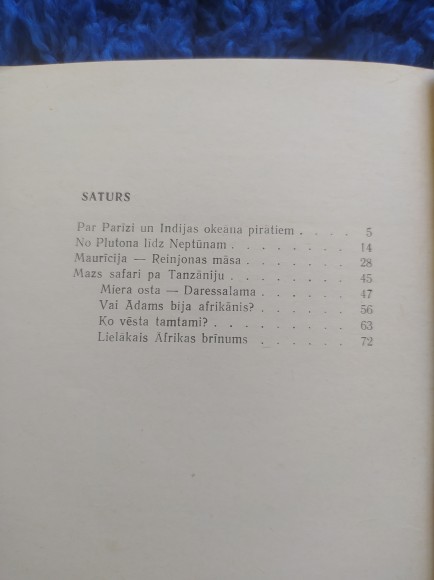 SATURS
Par Parīzi un Indijas okeāna pirātiem . . . . 5
No Plutona līdz Neptūnam . . . . . . . 14
Maurīcija — Reinjonas māsa . . . . . . 28
Mazs safari pa Tanzāniju . . . . . . . 45
Miera osta — Daressalama . . . . . . 47
Vai Ādams bija afrikānis? . . . . . . 56
Ko vēsta tamtami? . . . . . . . . 63
Lielākais Āfrikas brīnums . . . . . . 72